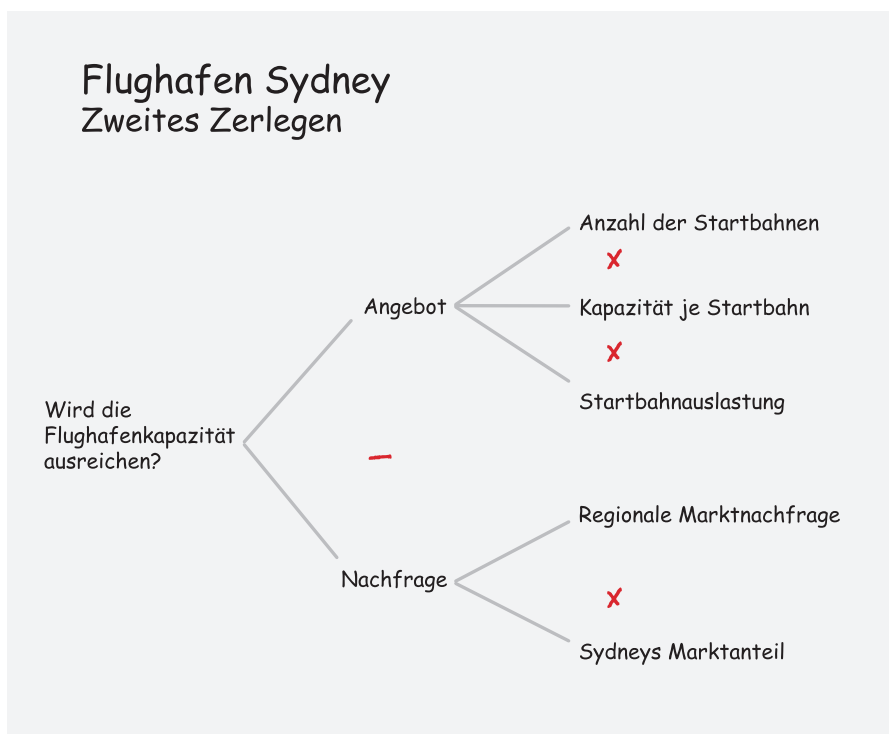 Flughafen Sydney
Zweites Zerlegen
Anzahl der Startbahnen
x
Angebot
Kapazität je Startbahn
x
Startbahnauslastung
Wird die
Flughafenkapazität
ausreichen?
–
Regionale Marktnachfrage
Nachfrage
x
Sydneys Marktanteil